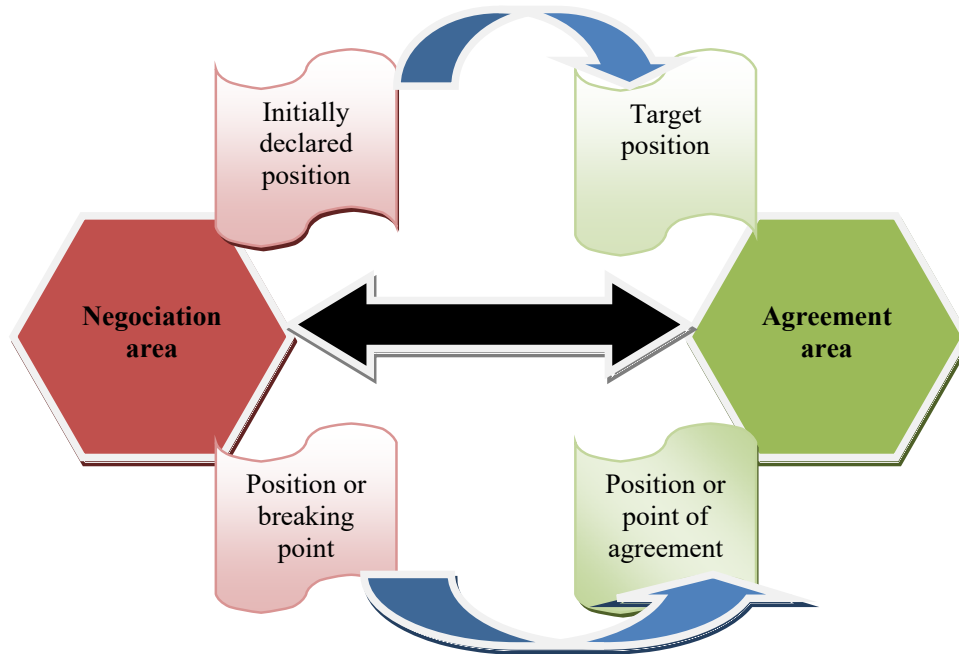 Initially
declared
position
Target
position
Negociation
area
Agreement
area
Position or
breaking
point
Position or
point of
agreement